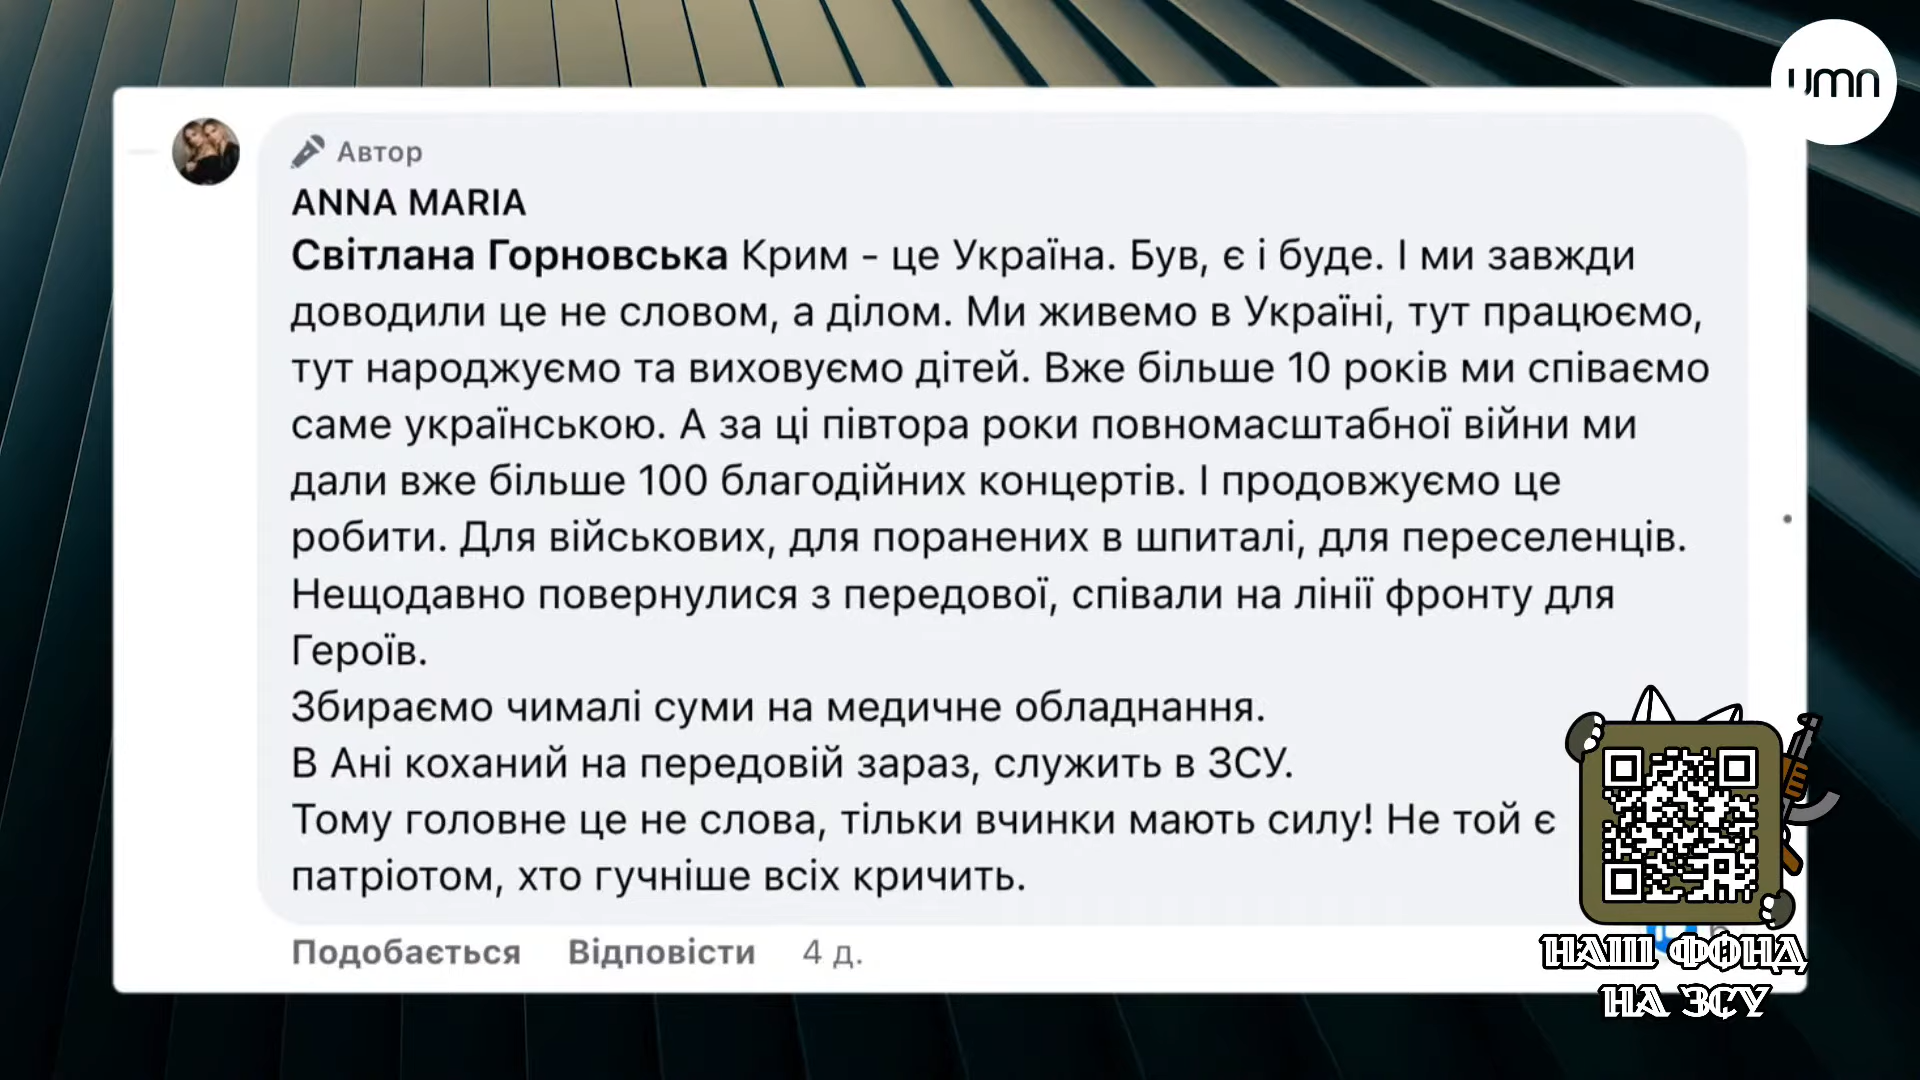 umn
Автор
ANNA MARIA
Світлана Горновська Крим - це Україна. Був, є і буде. І ми завжди
доводили це не словом, а ділом. Ми живемо в Україні, тут працюємо,
тут народжуємо та виховуємо дітей. Вже більше 10 років ми співаємо
саме українською. А за ці півтора роки повномасштабної війни ми
дали вже більше 100 благодійних концертів. І продовжуємо це
робити. Для військових, для поранених в шпиталі, для переселенців.
Нещодавно повернулися з передової, співали на лінії фронту для
Героїв.
Збираємо чималі суми на медичне обладнання.
В Ані коханий на передовій зараз, служить в ЗСУ.
Тому головне це не слова, тільки вчинки мають силу! Не той є
патріотом, хто гучніше всіх кричить.
Подобається Відповісти 4 д.
НАШ ФОНД
НА ЗСУ